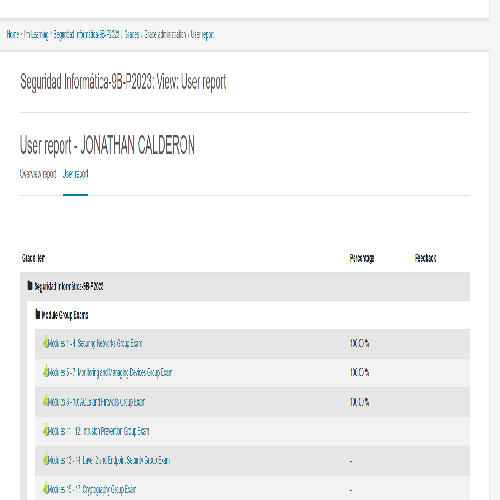 Home / I'm Learning / Seguridad Informática-9B-P2023 / Grades / Grade administration / User report
Seguridad Informática-9B-P2023: View: User report
User report - JONATHAN CALDERON
Overview report User report
Grade item Percentage Feedback
Seguridad Informática-9B-P2023
Module Group Exams
Modules 1 - 4: Securing Networks Group Exam 100.00 %
Modules 5 - 7: Monitoring and Managing Devices Group Exam 100.00 %
Modules 8 - 10: ACLs and Firewalls Group Exam 100.00 %
Modules 11 - 12: Intrusion Prevention Group Exam
Modules 13 - 14: Layer 2 and Endpoint Security Group Exam -
Modules 15 - 17: Cryptography Group Exam -